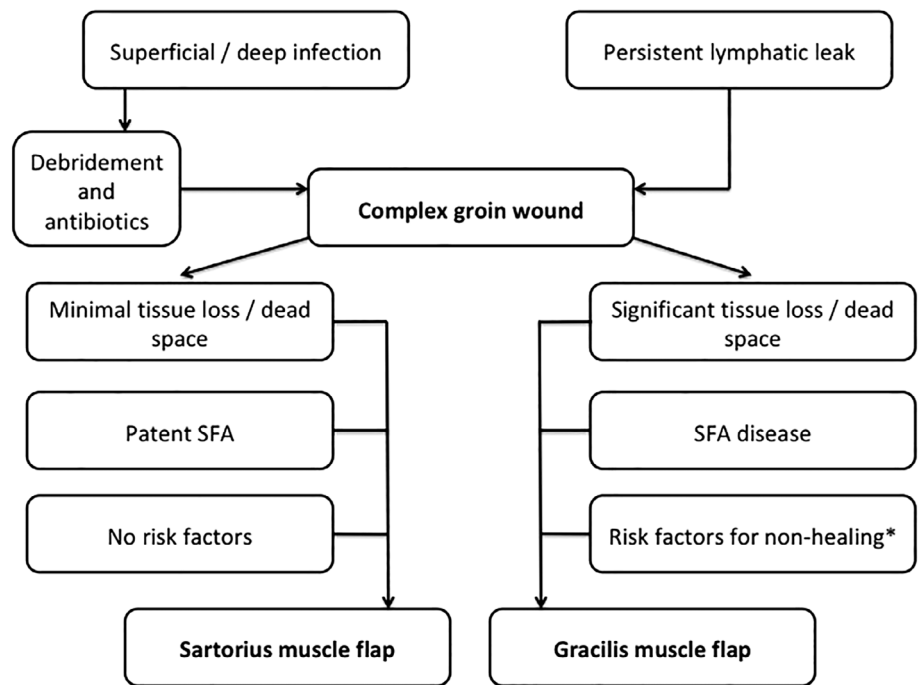 Superficial / deep infection
Persistent lymphatic leak
Debridement
and
antibiotics
Complex groin wound
Minimal tissue loss / dead
space
Significant tissue loss / dead
space
Patent SFA
SFA disease
No risk factors
Risk factors for non-healing*
Sartorius muscle flap
Gracilis muscle flap